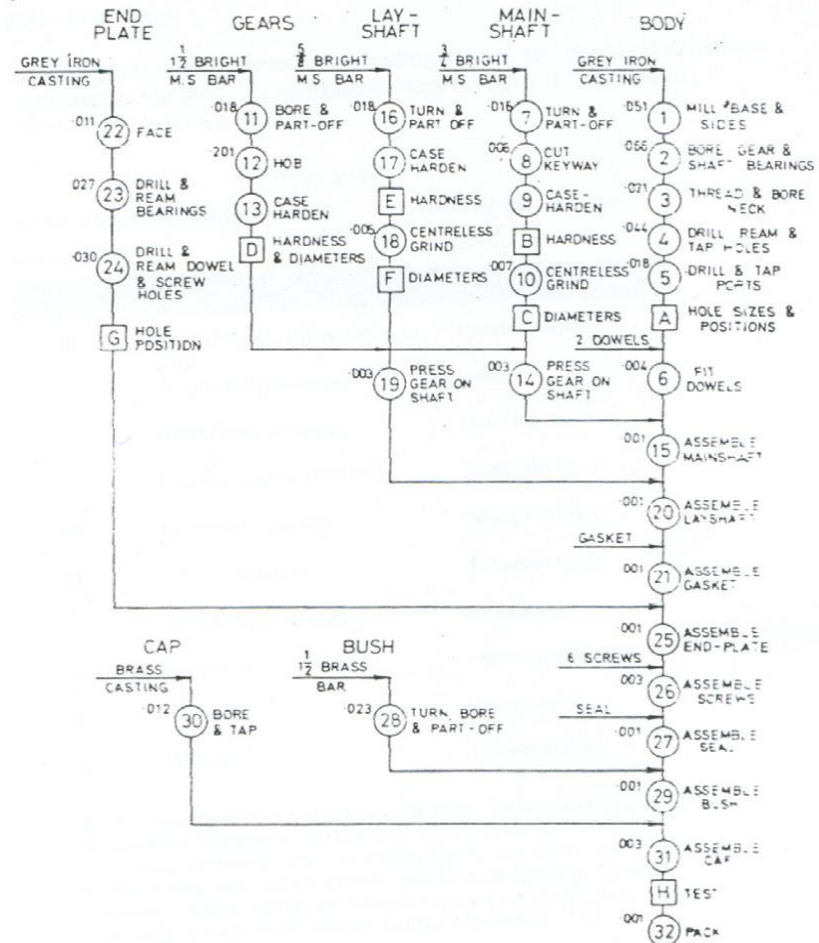 END
PLATE
GEARS
LAY-
SHAFT
MAIN-
SHAFT
BODY
GREY IRON
CASTING
1½ BRIGHT
M.S BAR
⅝ BRIGHT
M.S. BAR
¾ BRIGHT
M.S. BAR
GREY IRON
CASTING
.011
22
FACE
027
23
DRILL &
REAM
BEARINGS
.030
24
DRILL &
REAM DOWEL
& SCREW
HOLES
G
HOLE
POSITION
.018
11
BORE &
PART-OFF
.201
12
HOB
13
CASE
HARDEN
D
HARDNESS
& DIAMETERS
.018
16
TURN &
PART OFF
17
CASE
HARDEN
E
HARDNESS
.005
18
CENTRELESS
GRIND
F
DIAMETERS
.003
19
PRESS
GEAR ON
SHAFT
.016
7
TURN &
PART-OFF
.006
8
CUT
KEYWAY
9
CASE-
HARDEN
B
HARDNESS
.007
10
CENTRELESS
GRIND
C
DIAMETERS
003
14
PRESS
GEAR ON
SHAFT
.051
1
MILL BASE &
SIDES
.066
2
BORE GEAR &
SHAFT BEARINGS
.021
3
THREAD & BORE
NECK
.044
4
DRILL REAM &
TAP HOLES
.018
5
DRILL & TAP
PORTS
A
HOLE SIZES &
POSITIONS
2 DOWELS
.004
6
FIT
DOWELS
.001
15
ASSEMBLE
MAINSHAFT
.001
20
ASSEMBLE
LAYSHAFT
GASKET
001
21
ASSEMBLE
GASKET
.001
25
ASSEMBLE
END-PLATE
6 SCREWS
003
26
ASSEMBLE
SCREWS
SEAL
.001
27
ASSEMBLE
SEAL
.001
29
ASSEMBLE
BUSH
003
31
ASSEMBLE
CAP
H
TEST
.001
32
PACK
CAP
BRASS
CASTING
.012
30
BORE
& TAP
BUSH
1½ BRASS
BAR
.023
28
TURN, BORE
& PART-OFF